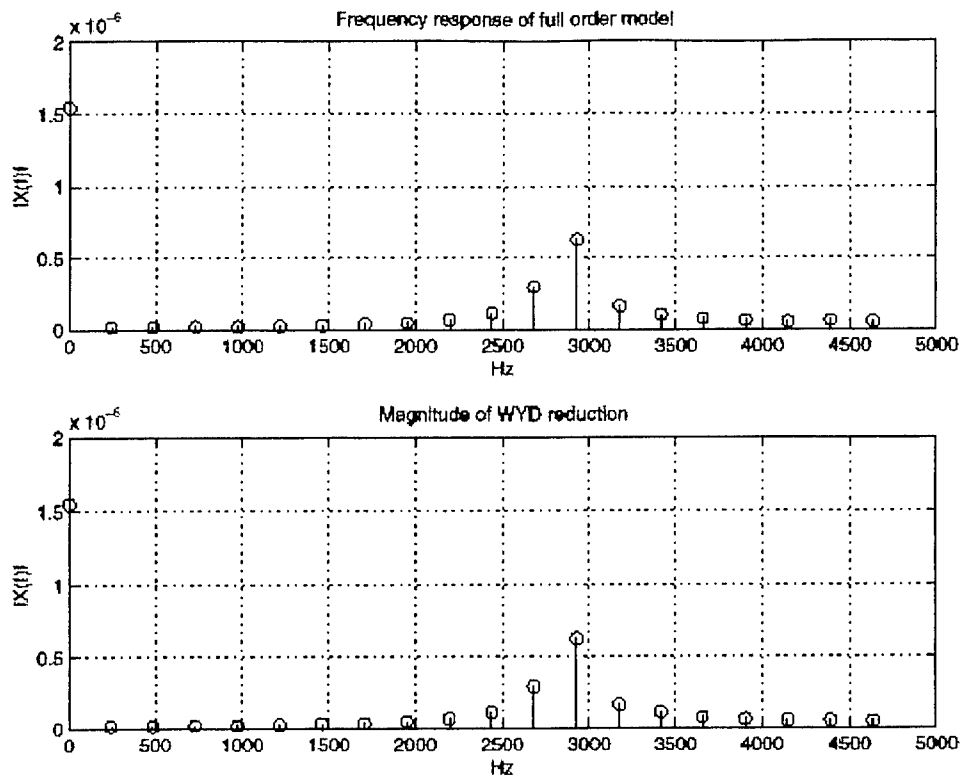 Frequency response of full order model
x 10⁻⁶
2
1.5
1
0.5
0
|X(f)|
0 500 1000 1500 2000 2500 3000 3500 4000 4500 5000
Hz
Magnitude of WYD reduction
x 10⁻⁶
2
1.5
1
0.5
0
|X(f)|
0 500 1000 1500 2000 2500 3000 3500 4000 4500 5000
Hz